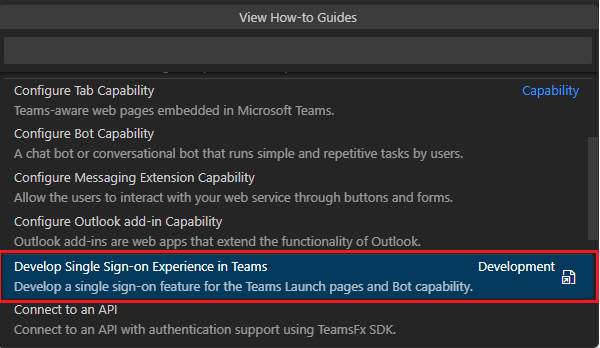 View How-to Guides
Configure Tab Capability
Capability
Teams-aware web pages embedded in Microsoft Teams.
Configure Bot Capability
A chat bot or conversational bot that runs simple and repetitive tasks by users.
Configure Messaging Extension Capability
Allow the users to interact with your web service through buttons and forms.
Configure Outlook add-in Capability
Outlook add-ins are web apps that extend the functionality of Outlook.
Develop Single Sign-on Experience in Teams
Development
Develop a single sign-on feature for the Teams Launch pages and Bot capability.
Connect to an API
Connect to an API with authentication support using TeamsFx SDK.